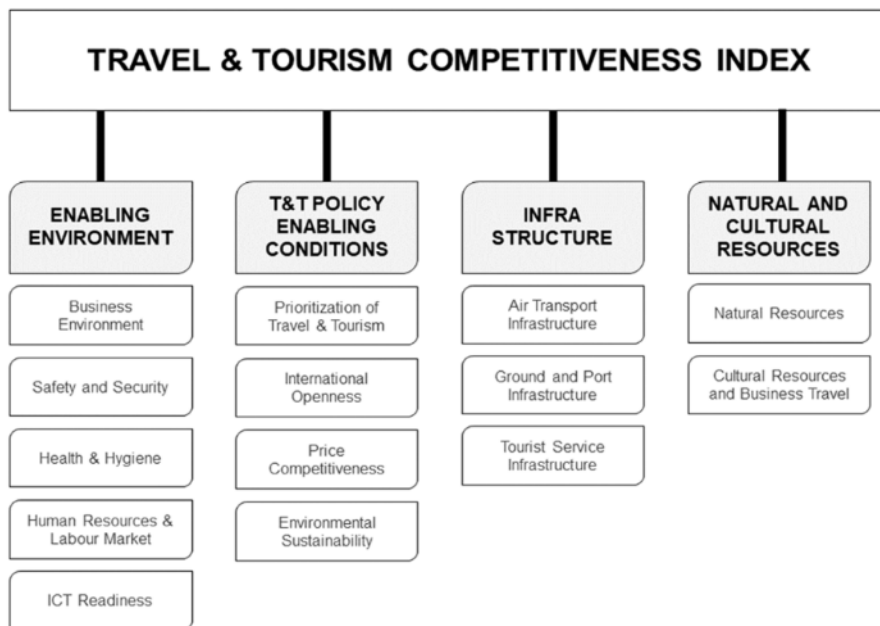 TRAVEL & TOURISM COMPETITIVENESS INDEX
ENABLING
ENVIRONMENT
Business
Environment
Safety and Security
Health & Hygiene
Human Resources &
Labour Market
ICT Readiness
T&T POLICY
ENABLING
CONDITIONS
Prioritization of
Travel & Tourism
International
Openness
Price
Competitiveness
Environmental
Sustainability
INFRA
STRUCTURE
Air Transport
Infrastructure
Ground and Port
Infrastructure
Tourist Service
Infrastructure
NATURAL AND
CULTURAL
RESOURCES
Natural Resources
Cultural Resources
and Business Travel